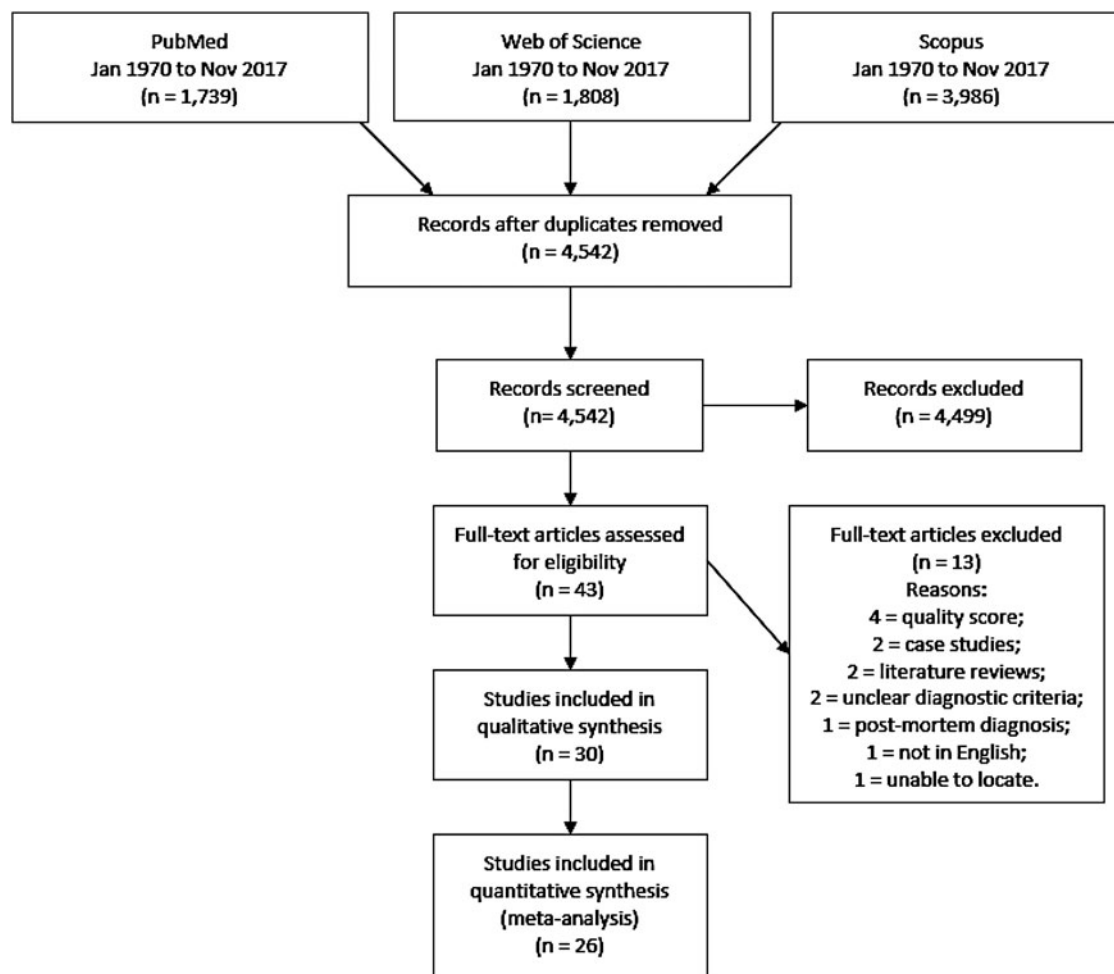 PubMed
Jan 1970 to Nov 2017
(n = 1,739)
Web of Science
Jan 1970 to Nov 2017
(n = 1,808)
Scopus
Jan 1970 to Nov 2017
(n = 3,986)
Records after duplicates removed
(n = 4,542)
Records screened
(n= 4,542)
Records excluded
(n = 4,499)
Full-text articles assessed
for eligibility
(n = 43)
Full-text articles excluded
(n = 13)
Reasons:
4 = quality score;
2 = case studies;
2 = literature reviews;
2 = unclear diagnostic criteria;
1 = post-mortem diagnosis;
1 = not in English;
1 = unable to locate.
Studies included in
qualitative synthesis
(n = 30)
Studies included in
quantitative synthesis
(meta-analysis)
(n = 26)